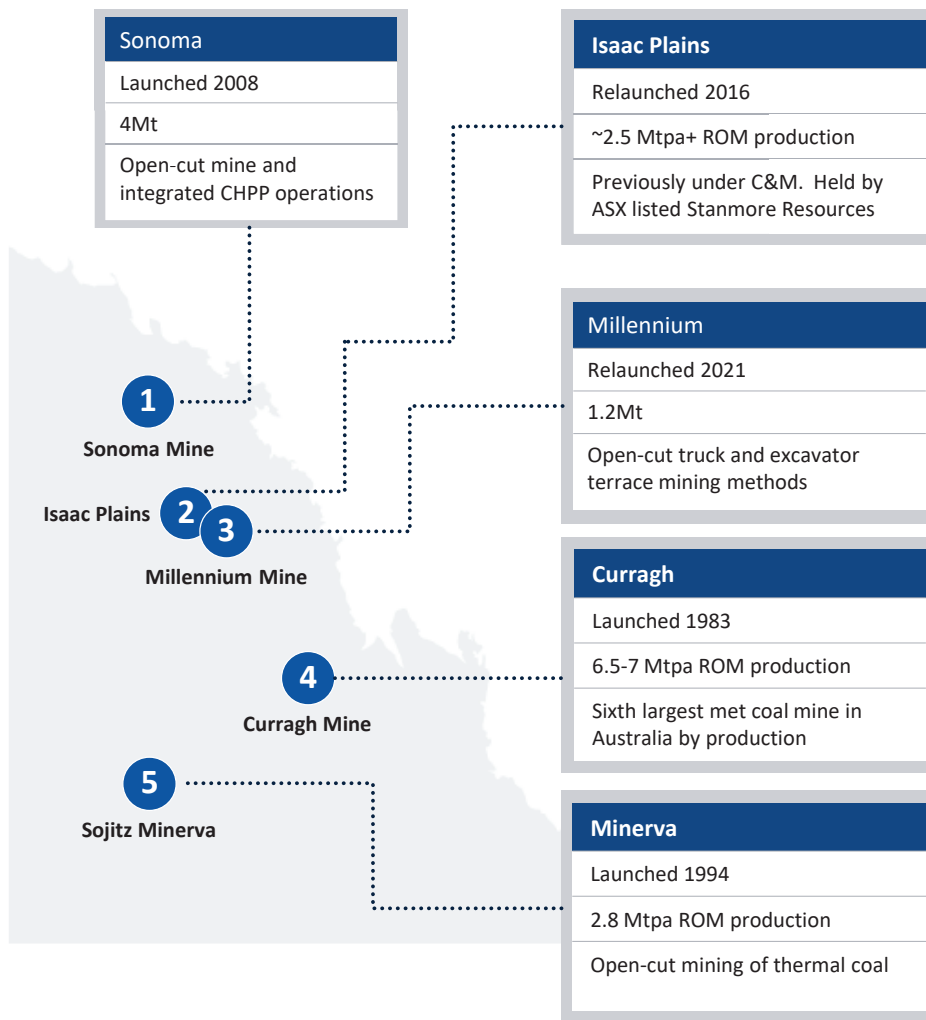 Sonoma
Launched 2008
4Mt
Open-cut mine and
integrated CHPP operations
Isaac Plains
Relaunched 2016
~2.5 Mtpa+ ROM production
Previously under C&M.  Held by
ASX listed Stanmore Resources
Millennium
Relaunched 2021
1.2Mt
Open-cut truck and excavator
terrace mining methods
1
Sonoma Mine
Isaac Plains
2
3
Millennium Mine
4
Curragh Mine
5
Sojitz Minerva
Curragh
Launched 1983
6.5-7 Mtpa ROM production
Sixth largest met coal mine in
Australia by production
Minerva
Launched 1994
2.8 Mtpa ROM production
Open-cut mining of thermal coal